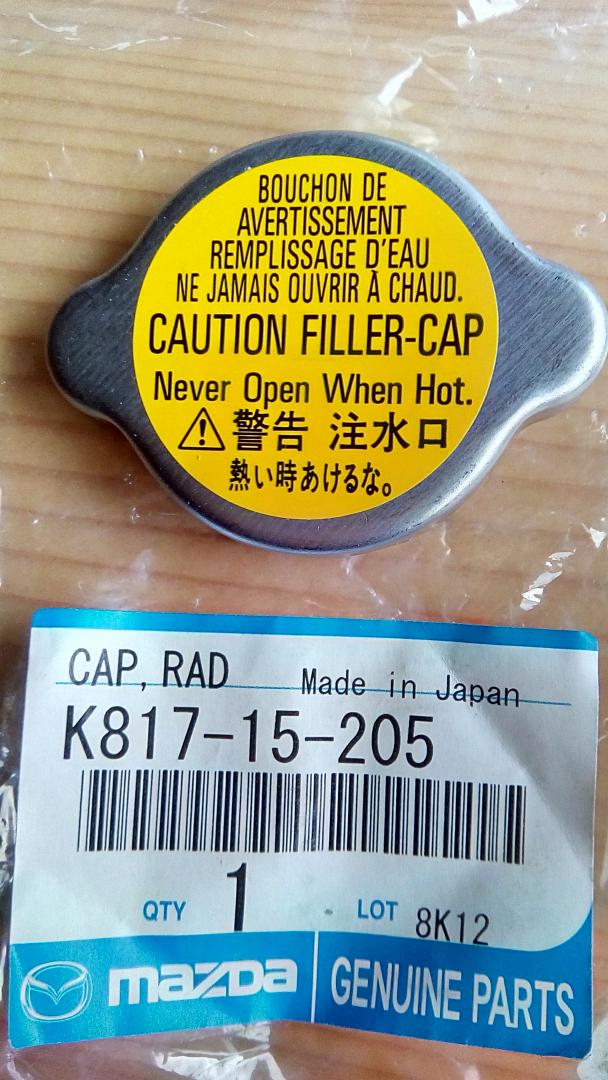 BOUCHON DE
AVERTISSEMENT
REMPLISSAGE D'EAU
NE JAMAIS OUVRIR À CHAUD.
CAUTION FILLER-CAP
Never Open When Hot.
警告 注水口
熱い時あけるな。
CAP, RAD Made in Japan
K817-15-205
QTY 1 LOT 8K12
mazda GENUINE PARTS